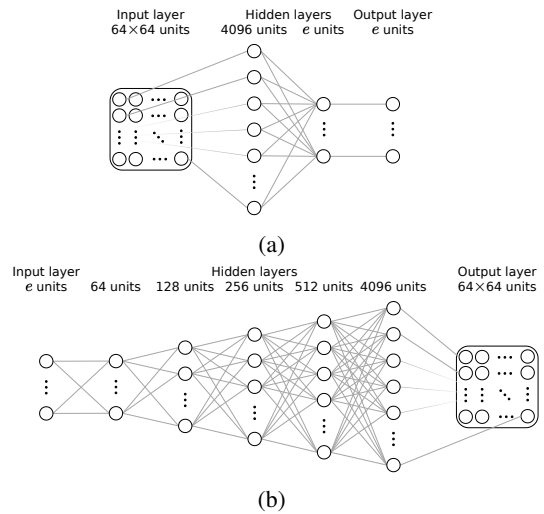 Input layer Hidden layers Output layer
64×64 units 4096 units e units e units
(a)
Input layer Hidden layers Output layer
e units 64 units 128 units 256 units 512 units 4096 units 64×64 units
(b)